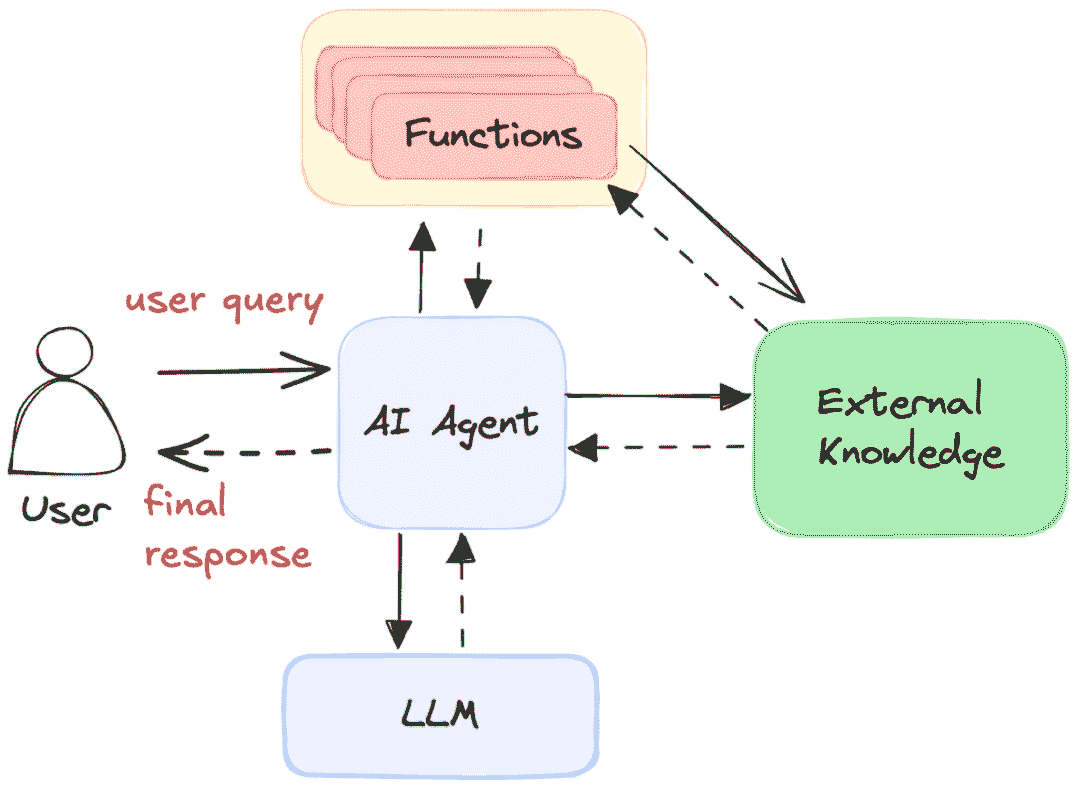 Functions
user query
AI Agent
External
Knowledge
User
final
response
LLM